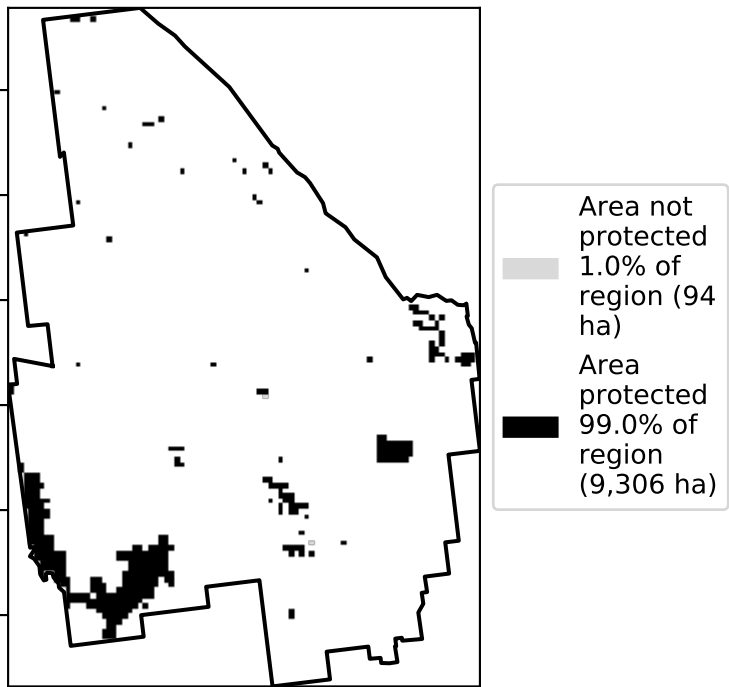 Area not
protected
1.0% of
region (94
ha)
Area
protected
99.0% of
region
(9,306 ha)